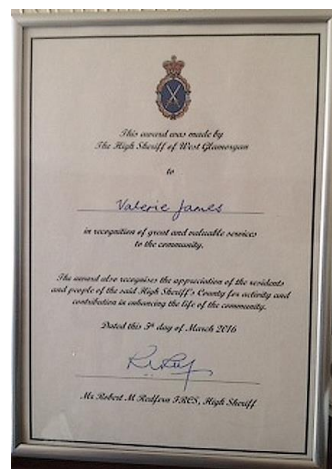 This award was made by
The High Sheriff of West Glamorgan
to
Valerie James
in recognition of great and valuable services
to the community.
The award also recognises the appreciation of the residents
and people of the said High Sheriff's County for activity and
contribution in enhancing the life of the community.
Dated this 5th day of March 2016
Mr Robert M Redfern FRCS, High Sheriff